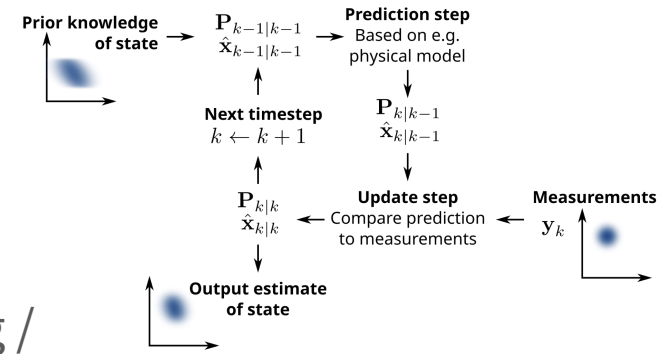 Prior knowledge
of state
P_{k-1|k-1}
x̂_{k-1|k-1}
Prediction step
Based on e.g.
physical model
Next timestep
k ← k + 1
P_{k|k-1}
x̂_{k|k-1}
P_{k|k}
x̂_{k|k}
Update step
Compare prediction
to measurements
Measurements
y_k
Output estimate
of state
g /